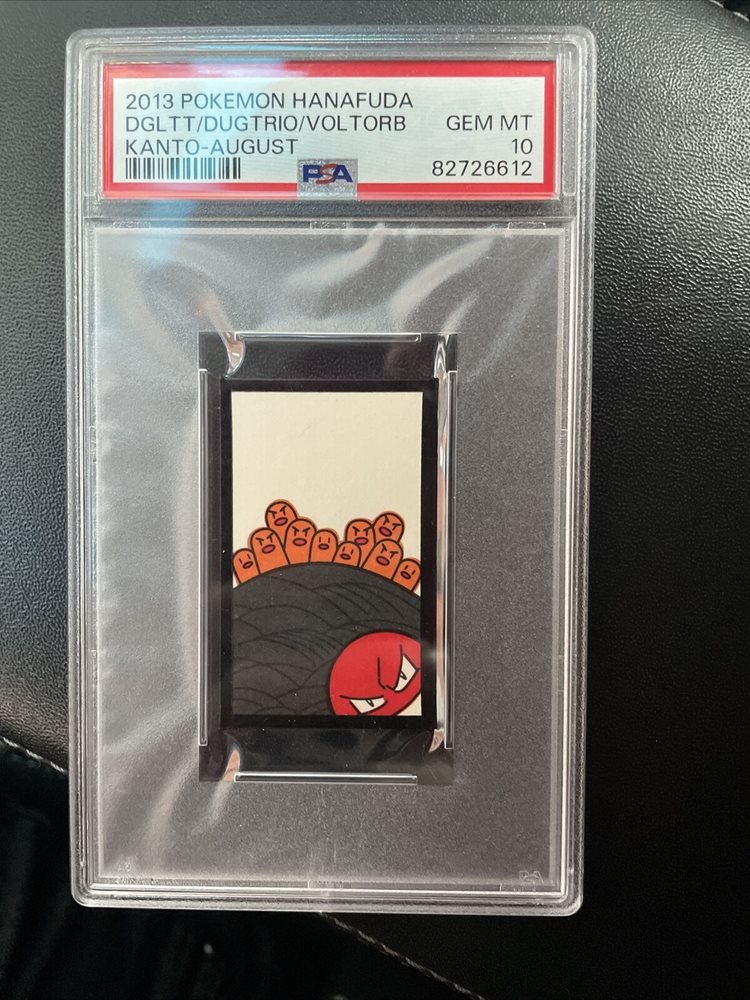 2013 POKEMON HANAFUDA
DGLTT/DUGTRIO/VOLTORB GEM MT
KANTO-AUGUST 10
PSA 82726612